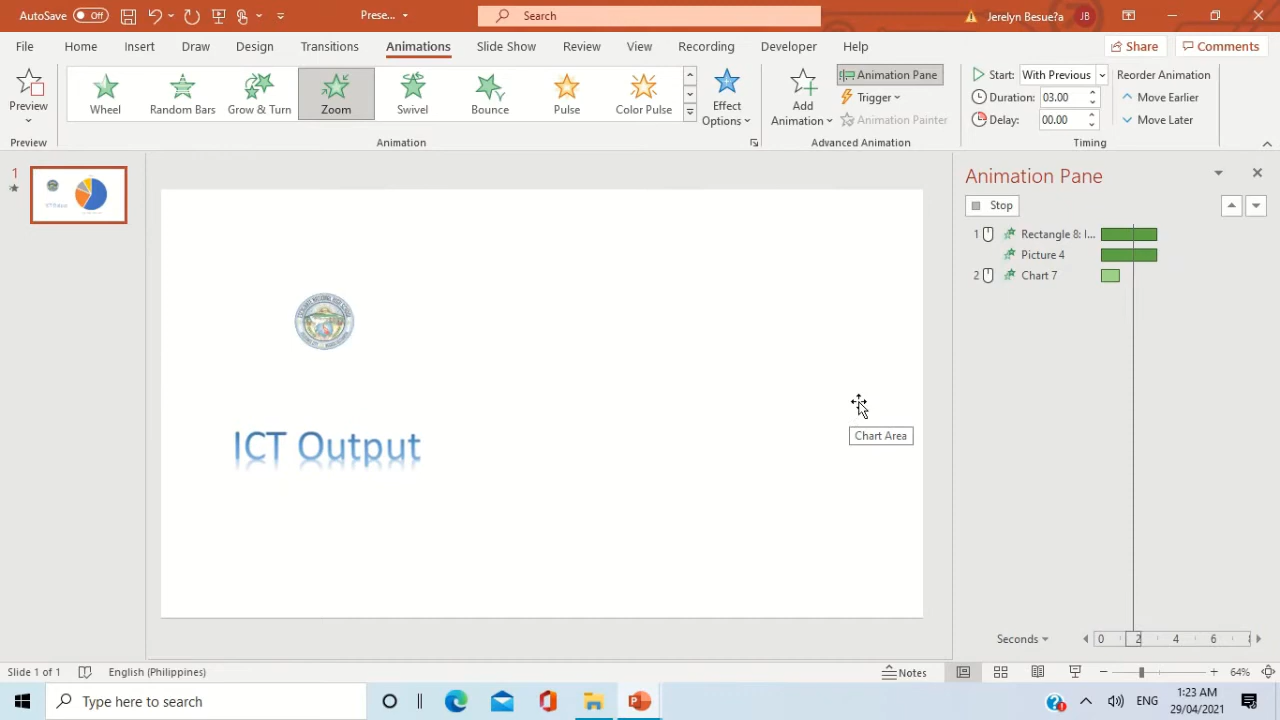 AutoSave Off Prese... Search Jerelyn Besue?a JB
File Home Insert Draw Design Transitions Animations Slide Show Review View Recording Developer Help Share Comments
Preview Wheel Random Bars Grow & Turn Zoom Swivel Bounce Pulse Color Pulse Effect Options Add Animation
Animation Pane
Trigger
Animation Painter
Start: With Previous
Duration: 03.00
Delay: 00.00
Reorder Animation
Move Earlier
Move Later
Preview Animation Advanced Animation Timing
1
ICT Output
Chart Area
Animation Pane
Stop
1 Rectangle 8: I...
Picture 4
2 Chart 7
Seconds 0 2 4 6
Slide 1 of 1 English (Philippines) Notes 64%
Type here to search ENG 1:23 AM
29/04/2021